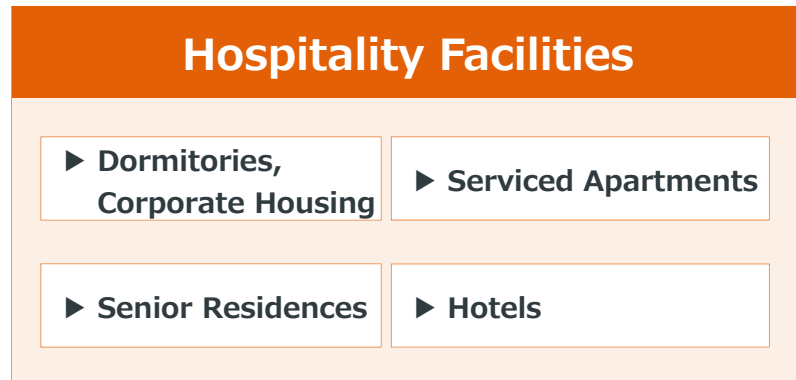 Hospitality Facilities
▶ Dormitories,
Corporate Housing
▶ Serviced Apartments
▶ Senior Residences
▶ Hotels